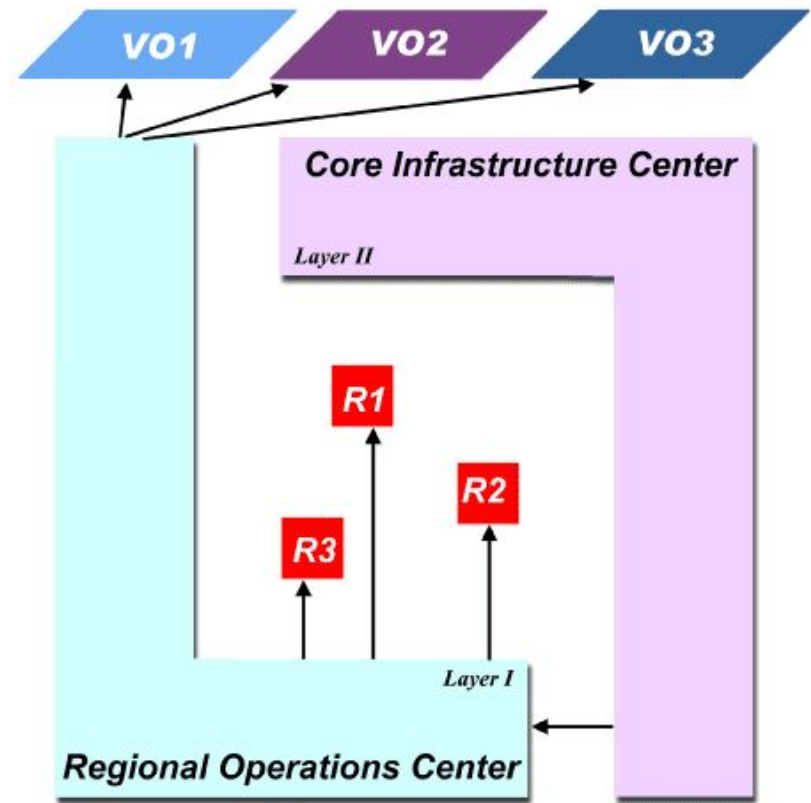 VO1
VO2
VO3
Core Infrastructure Center
Layer II
R1
R2
R3
Layer I
Regional Operations Center